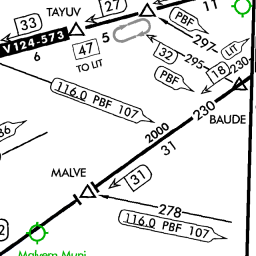 TAYUV
27
11
33
PBF
297
V124-573
47
5
6
TO LIT
32
295
LIT
PBF
18
230
116.0 PBF 107
230
BAUDE
2000
31
MALVE
31
278
116.0 PBF 107
Malvern Muni